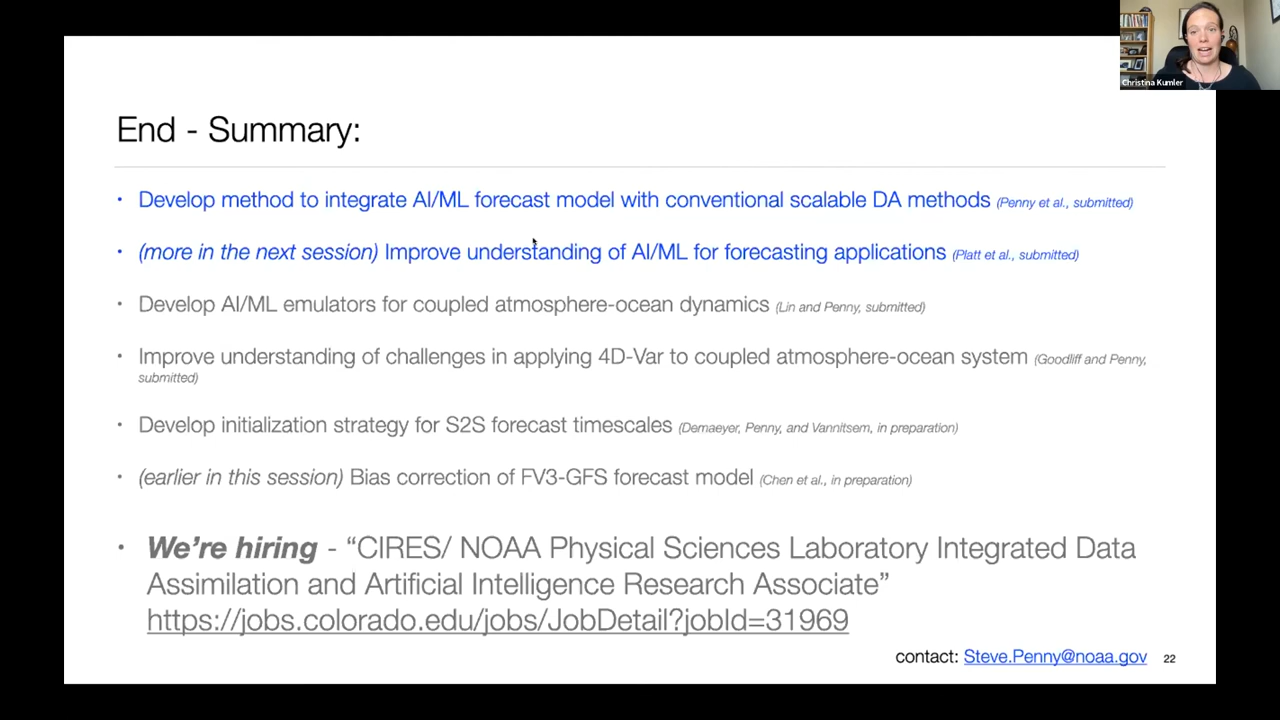 Christina Kumler
End - Summary:
• Develop method to integrate AI/ML forecast model with conventional scalable DA methods (Penny et al., submitted)
• (more in the next session) Improve understanding of AI/ML for forecasting applications (Platt et al., submitted)
• Develop AI/ML emulators for coupled atmosphere-ocean dynamics (Lin and Penny, submitted)
• Improve understanding of challenges in applying 4D-Var to coupled atmosphere-ocean system (Goodliff and Penny,
submitted)
• Develop initialization strategy for S2S forecast timescales (Demaeyer, Penny, and Vannitsem, in preparation)
• (earlier in this session) Bias correction of FV3-GFS forecast model (Chen et al., in preparation)
• We're hiring - “CIRES/ NOAA Physical Sciences Laboratory Integrated Data
Assimilation and Artificial Intelligence Research Associate”
https://jobs.colorado.edu/jobs/JobDetail?jobId=31969
contact: Steve.Penny@noaa.gov 22